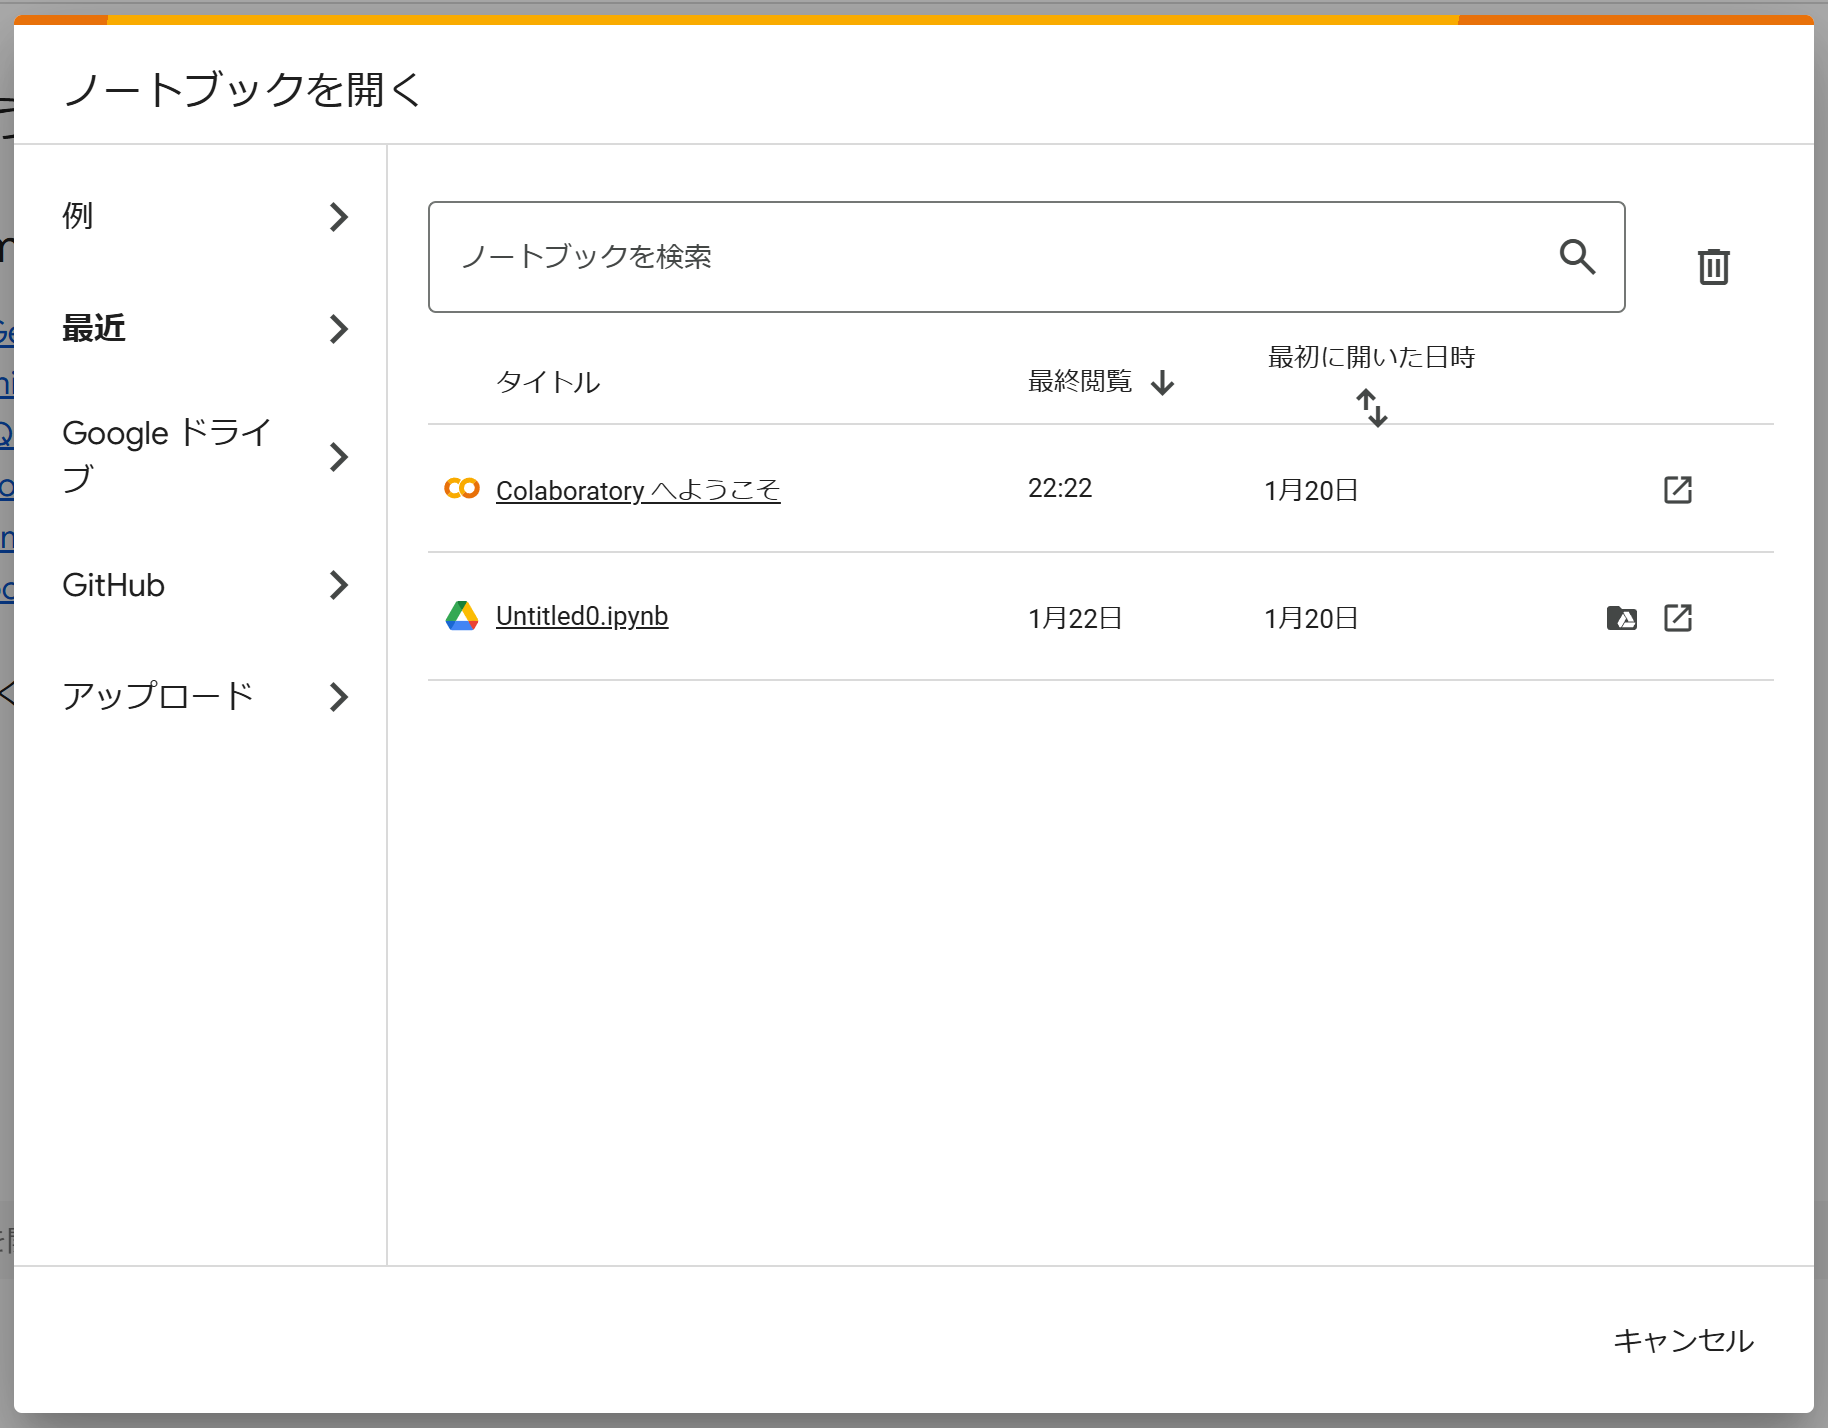 ノートブックを開く
例
最近
Google ドライ
ブ
GitHub
アップロード
ノートブックを検索
タイトル
最終閲覧
最初に開いた日時
Colaboratory へようこそ
22:22
1月20日
Untitled0.ipynb
1月22日
1月20日
キャンセル